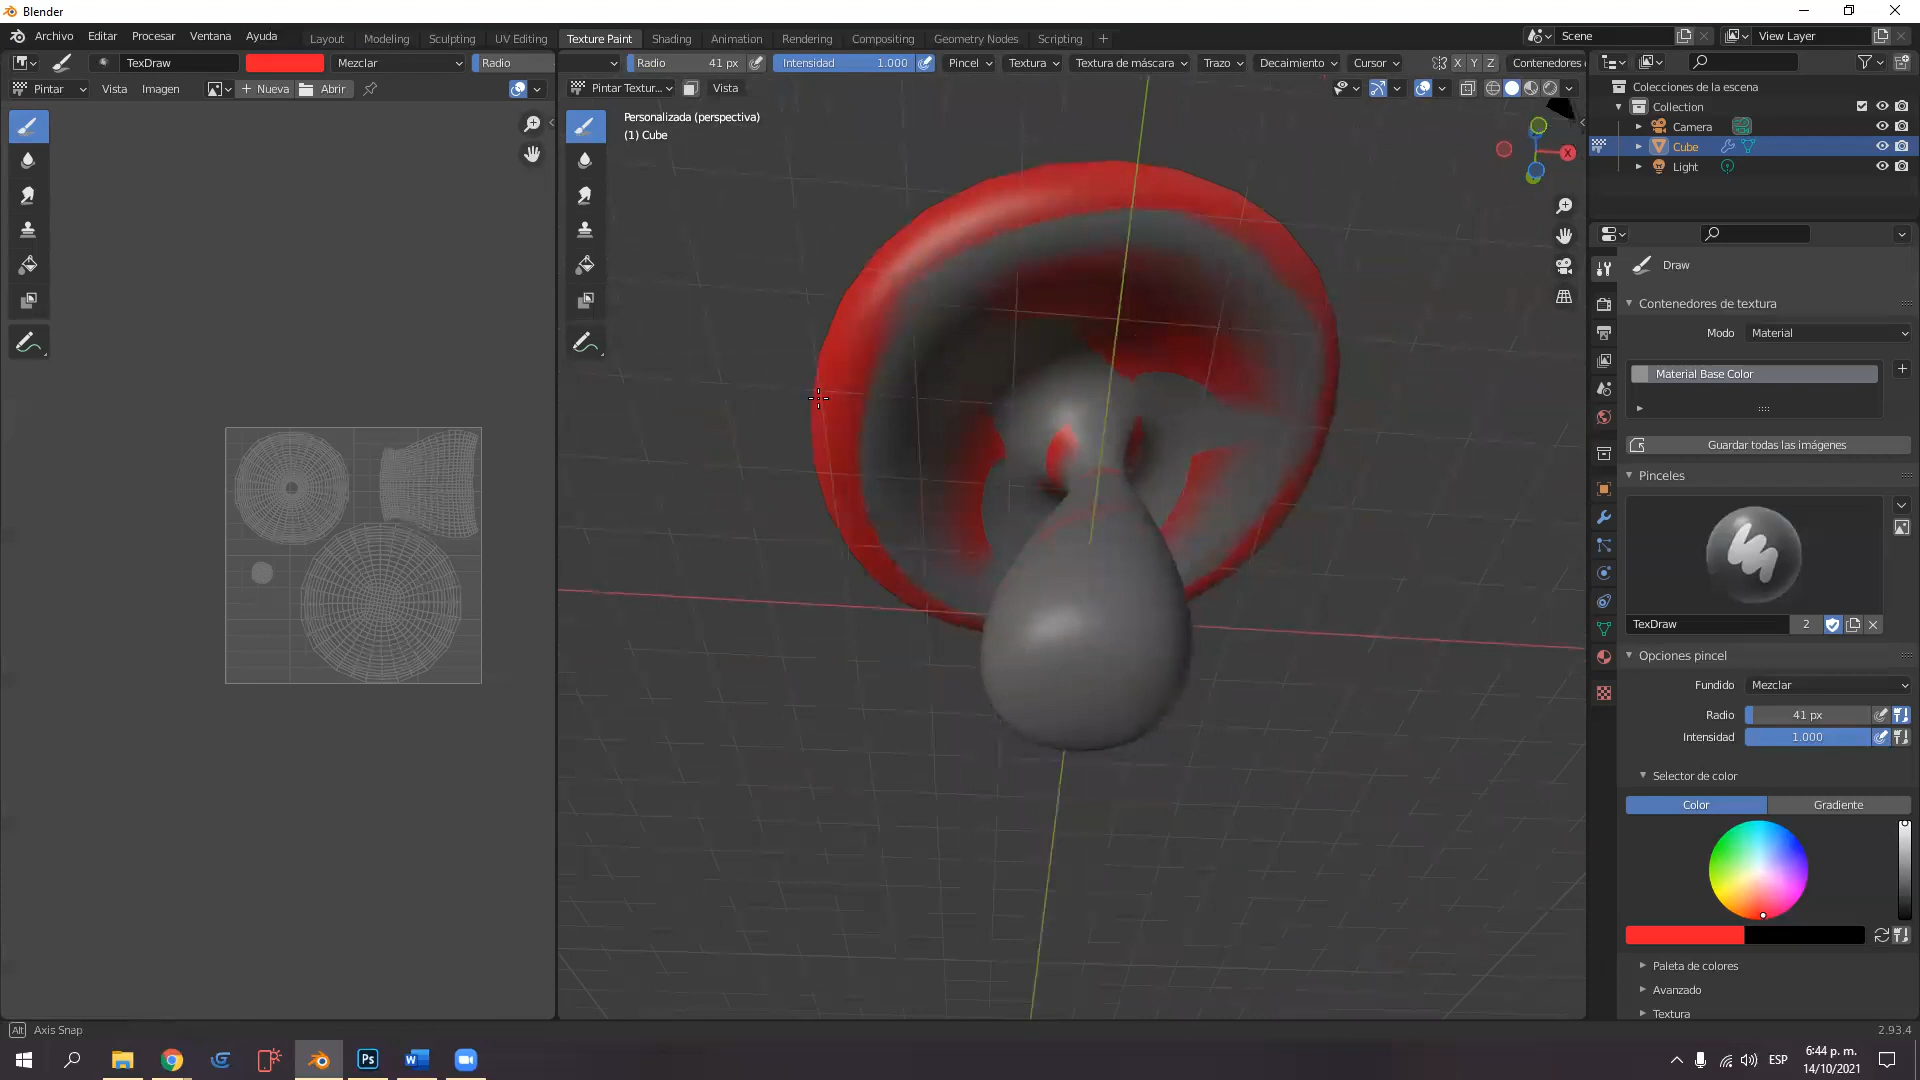 Blender
Archivo Editar Procesar Ventana Ayuda Layout Modeling Sculpting UV Editing Texture Paint Shading Animation Rendering Compositing Geometry Nodes Scripting Scene View Layer
TexDraw Mezclar Radio Radio 41 px Intensidad 1.000 Pincel Textura Textura de máscara Trazo Decaimiento Cursor X Y Z Contenedores
Pintar Vista Imagen Nueva Abrir Pintar Textur... Vista
Colecciones de la escena
Collection
Camera
Cube
Light
Personalizada (perspectiva)
(1) Cube
X
Draw
Contenedores de textura
Modo Material
Material Base Color
Guardar todas las imágenes
Pinceles
TexDraw 2
Opciones pincel
Fundido Mezclar
Radio 41 px
Intensidad 1.000
Selector de color
Color Gradiente
Paleta de colores
Avanzado
Textura
Alt Axis Snap 2.93.4
Ps W ESP 6:44 p. m.
14/10/2021